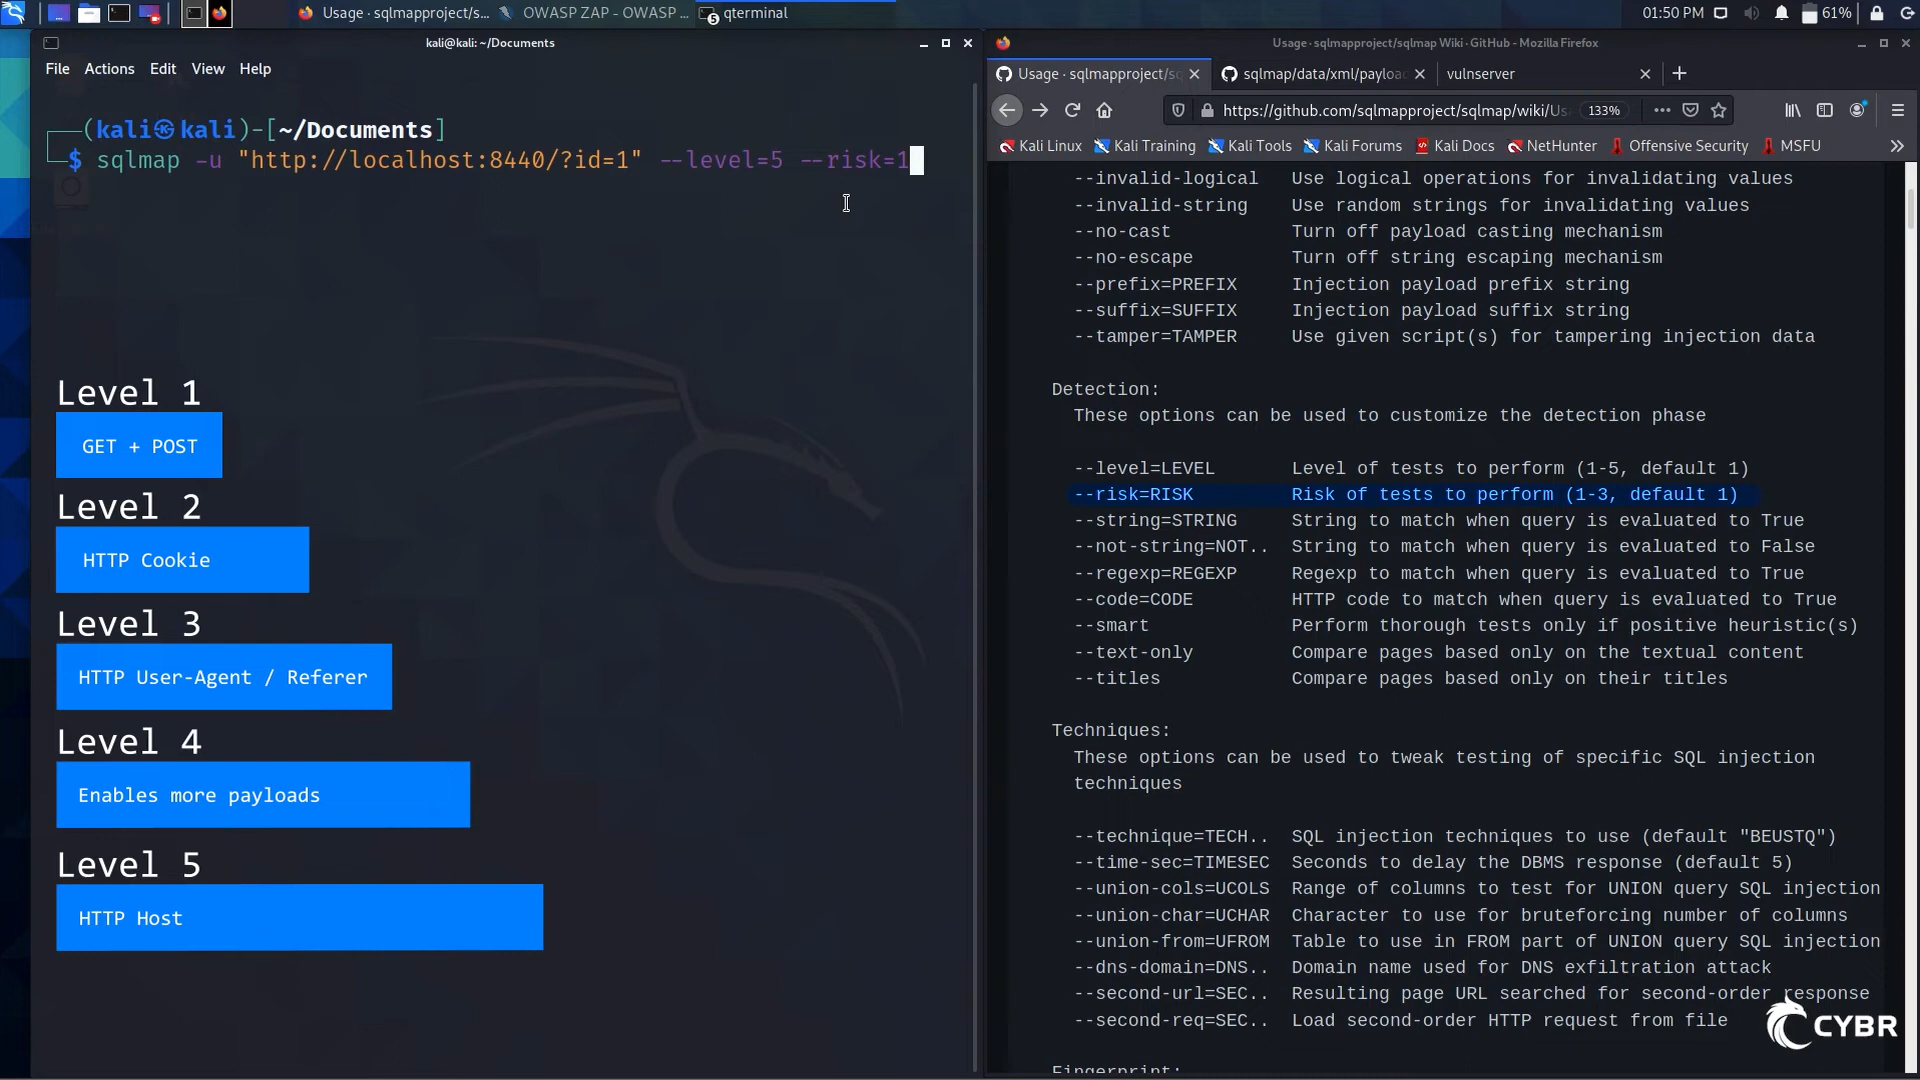 Usage · sqlmapproject/s...
OWASP ZAP - OWASP ...
5
qterminal
01:50 PM
61%
kali@kali: ~/Documents
File Actions Edit View Help
(kali㉿kali)-[~/Documents]
$ sqlmap -u "http://localhost:8440/?id=1" --level=5 --risk=1
Level 1
GET + POST
Level 2
HTTP Cookie
Level 3
HTTP User-Agent / Referer
Level 4
Enables more payloads
Level 5
HTTP Host
Usage · sqlmapproject/sqlmap Wiki · GitHub - Mozilla Firefox
Usage · sqlmapproject/sq
sqlmap/data/xml/payload
vulnserver
https://github.com/sqlmapproject/sqlmap/wiki/Us
133%
Kali Linux Kali Training Kali Tools Kali Forums Kali Docs NetHunter Offensive Security MSFU
--invalid-logical Use logical operations for invalidating values
--invalid-string Use random strings for invalidating values
--no-cast Turn off payload casting mechanism
--no-escape Turn off string escaping mechanism
--prefix=PREFIX Injection payload prefix string
--suffix=SUFFIX Injection payload suffix string
--tamper=TAMPER Use given script(s) for tampering injection data
Detection:
These options can be used to customize the detection phase
--level=LEVEL Level of tests to perform (1-5, default 1)
--risk=RISK Risk of tests to perform (1-3, default 1)
--string=STRING String to match when query is evaluated to True
--not-string=NOT.. String to match when query is evaluated to False
--regexp=REGEXP Regexp to match when query is evaluated to True
--code=CODE HTTP code to match when query is evaluated to True
--smart Perform thorough tests only if positive heuristic(s)
--text-only Compare pages based only on the textual content
--titles Compare pages based only on their titles
Techniques:
These options can be used to tweak testing of specific SQL injection
techniques
--technique=TECH.. SQL injection techniques to use (default "BEUSTQ")
--time-sec=TIMESEC Seconds to delay the DBMS response (default 5)
--union-cols=UCOLS Range of columns to test for UNION query SQL injection
--union-char=UCHAR Character to use for bruteforcing number of columns
--union-from=UFROM Table to use in FROM part of UNION query SQL injection
--dns-domain=DNS.. Domain name used for DNS exfiltration attack
--second-url=SEC.. Resulting page URL searched for second-order response
--second-req=SEC.. Load second-order HTTP request from file
Fingerprint:
CYBR